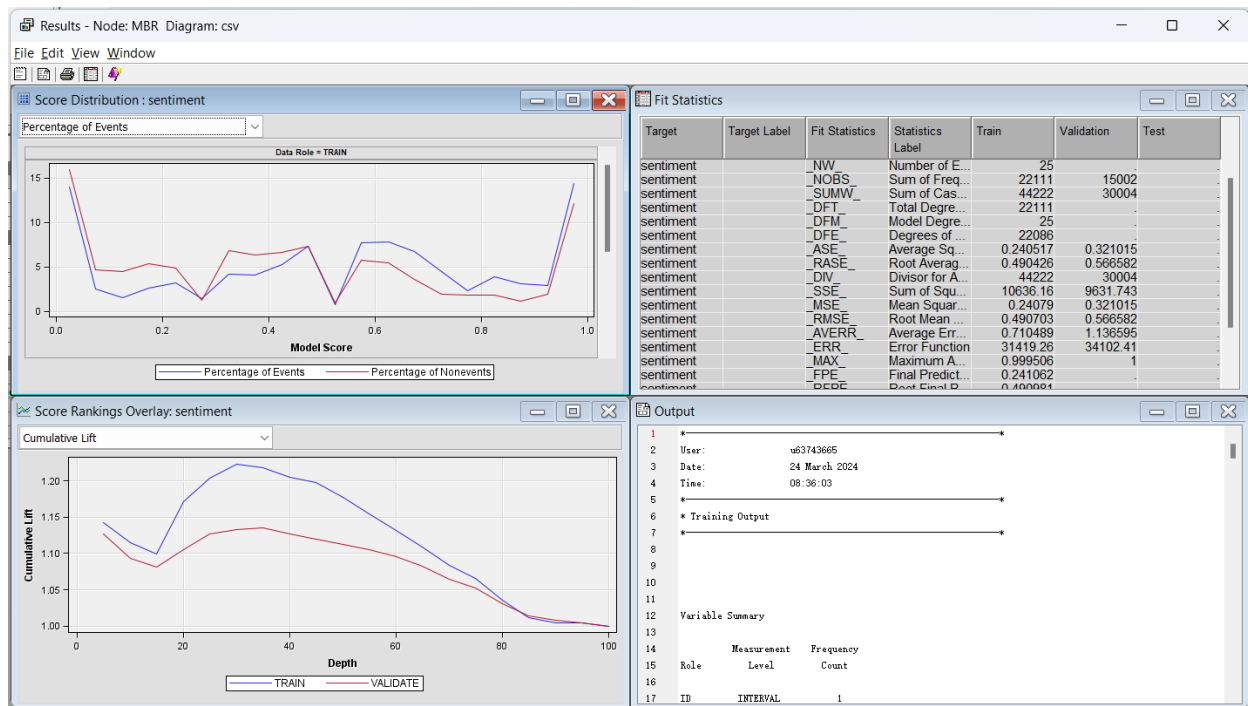 Results - Node: MBR Diagram: csv
File Edit View Window
Score Distribution : sentiment
Percentage of Events
Data Role = TRAIN
15
10
5
0
0.0 0.2 0.4 0.6 0.8 1.0
Model Score
Percentage of Events Percentage of Nonevents
Fit Statistics
Target Target Label Fit Statistics Statistics Label Train Validation Test
sentiment _NW_ Number of E... 25 .
sentiment _NOBS_ Sum of Freq... 22111 15002 .
sentiment _SUMW_ Sum of Cas... 44222 30004 .
sentiment _DFT_ Total Degre... 22111 . .
sentiment _DFM_ Model Degre... 25 . .
sentiment _DFE_ Degrees of ... 22086 . .
sentiment _ASE_ Average Sq... 0.240517 0.321015 .
sentiment _RASE_ Root Averag... 0.490426 0.566582 .
sentiment _DIV_ Divisor for A... 44222 30004 .
sentiment _SSE_ Sum of Squ... 10636.16 9631.743 .
sentiment _MSE_ Mean Squar... 0.24079 0.321015 .
sentiment _RMSE_ Root Mean ... 0.490703 0.566582 .
sentiment _AVERR_ Average Err... 0.710489 1.136595 .
sentiment _ERR_ Error Function 31419.26 34102.41 .
sentiment _MAX_ Maximum A... 0.999506 1 .
sentiment _FPE_ Final Predict... 0.241062 . .
sentiment _RFPE_ Root Final P... 0.490981
Score Rankings Overlay: sentiment
Cumulative Lift
Cumulative Lift
1.20
1.15
1.10
1.05
1.00
0 20 40 60 80 100
Depth
TRAIN VALIDATE
Output
1 *------------------------------------------------------------*
2 User: u63743665
3 Date: 24 March 2024
4 Time: 08:36:03
5 *------------------------------------------------------------*
6 * Training Output
7 *------------------------------------------------------------*
8
9
10
11
12 Variable Summary
13
14 Measurement Frequency
15 Role Level Count
16
17 ID INTERVAL 1